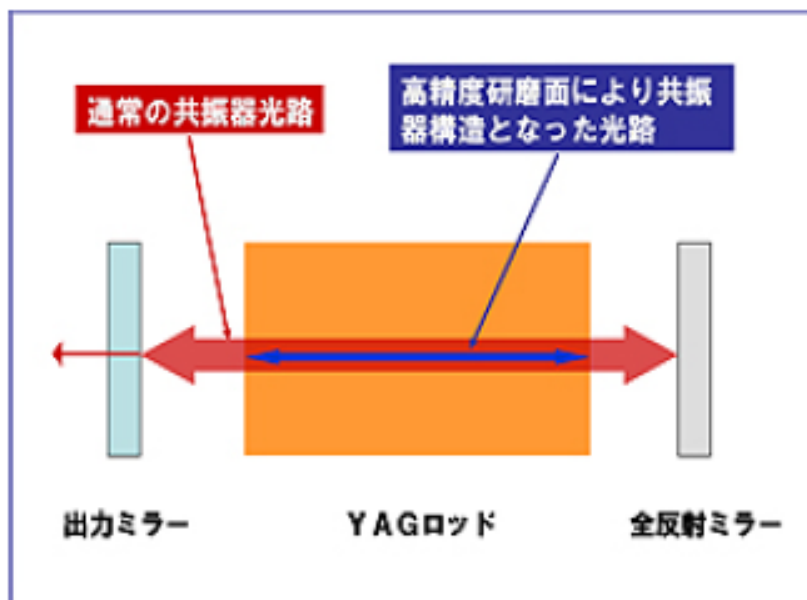 通常の共振器光路
高精度研磨面により共振
器構造となった光路
出力ミラー
YAGロッド
全反射ミラー